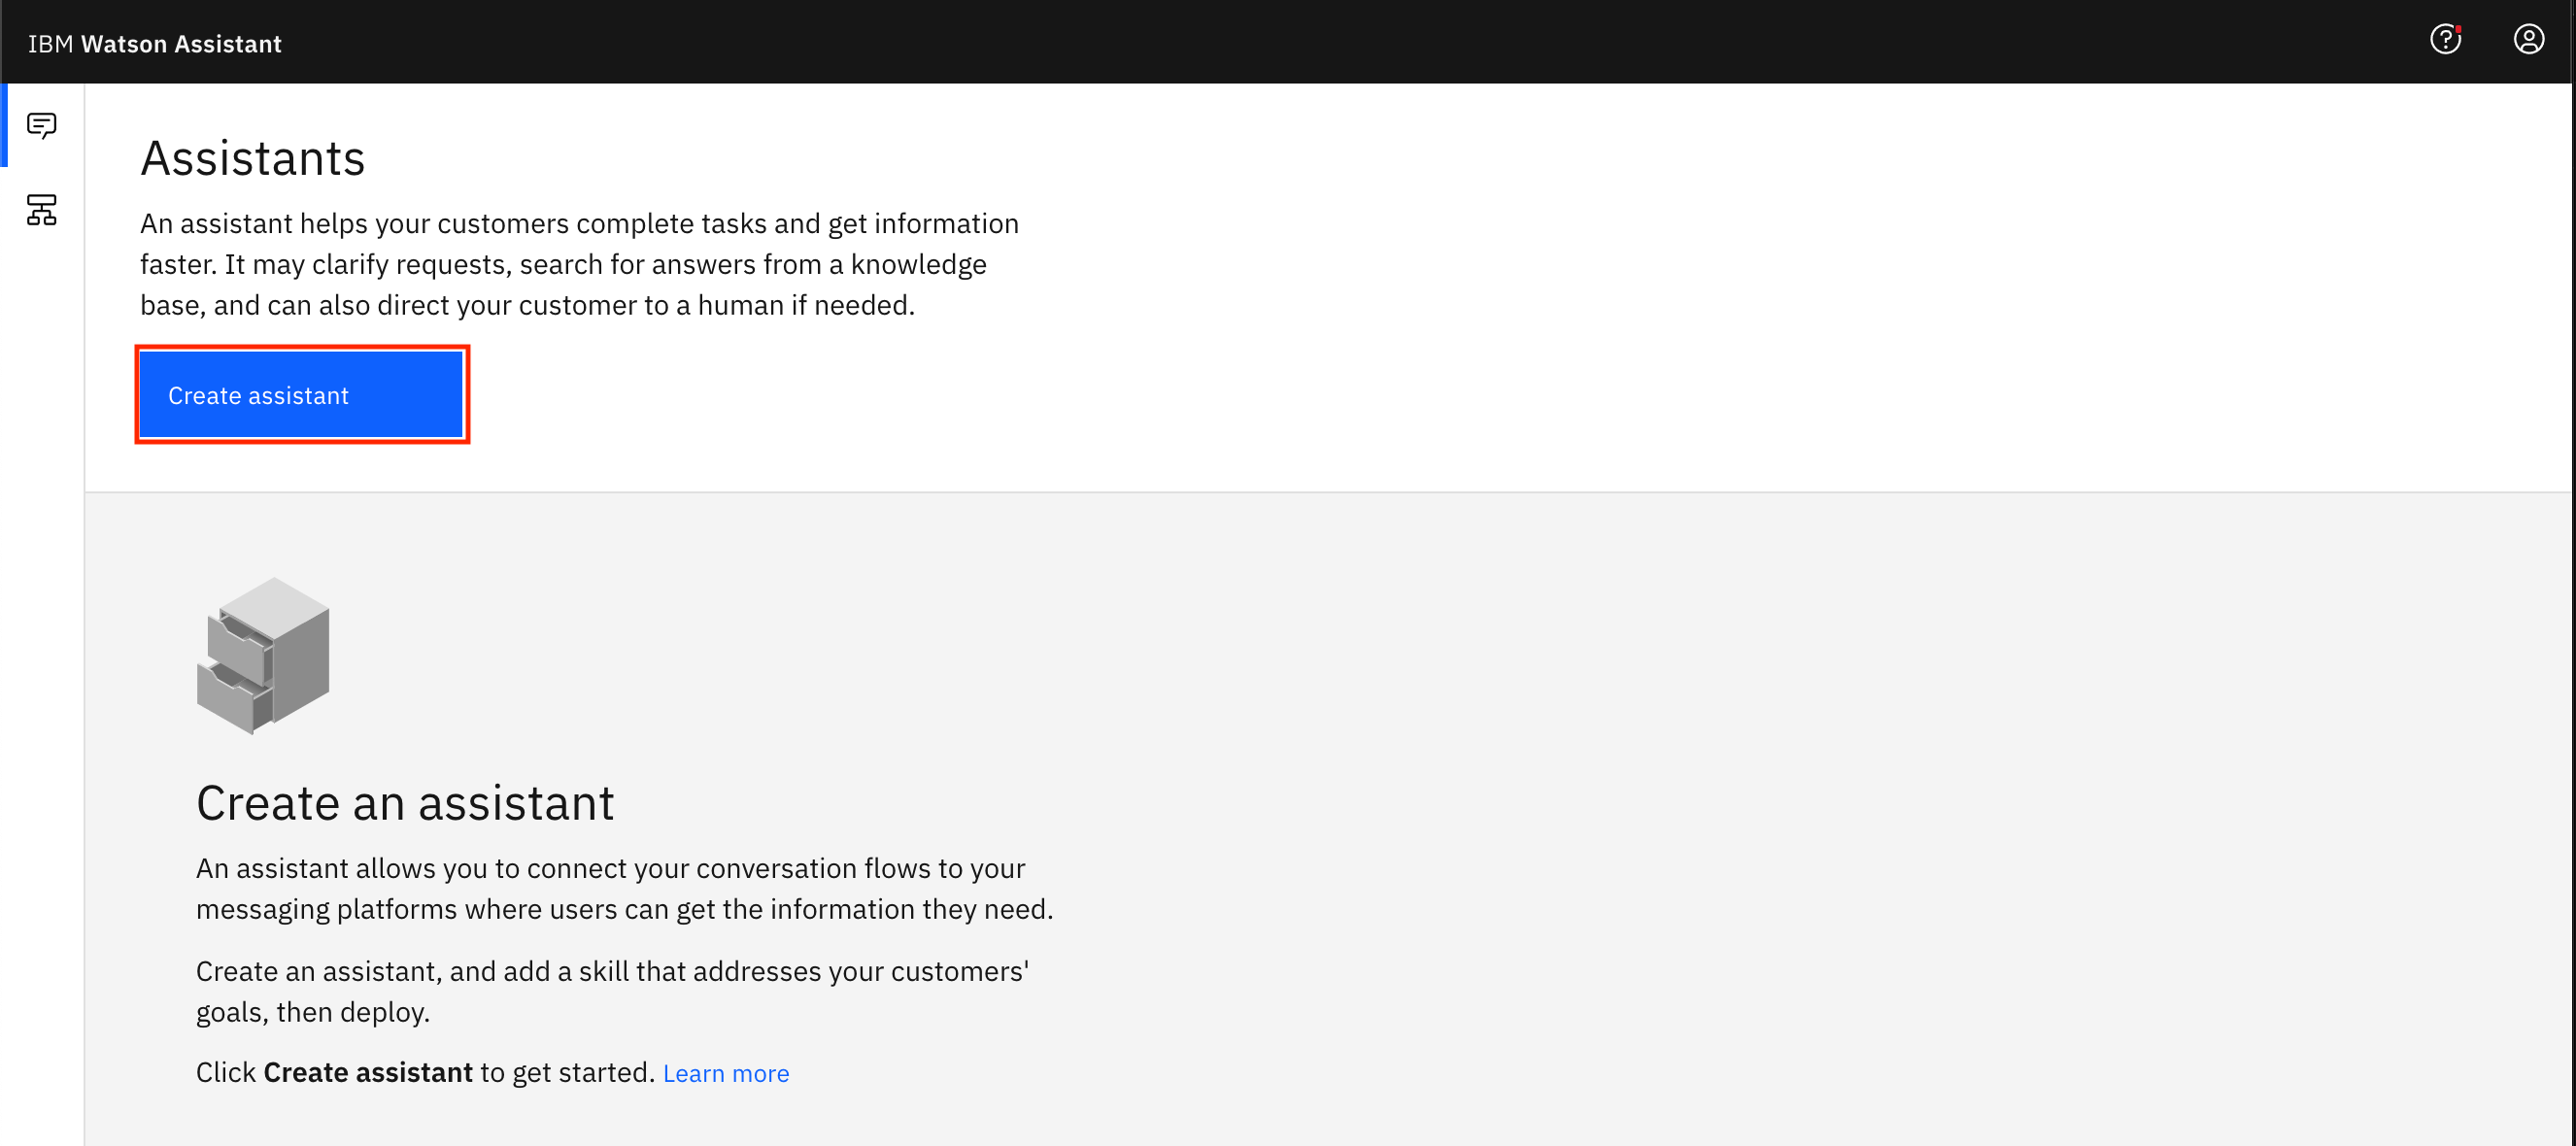 IBM Watson Assistant
Assistants
An assistant helps your customers complete tasks and get information
faster. It may clarify requests, search for answers from a knowledge
base, and can also direct your customer to a human if needed.
Create assistant
Create an assistant
An assistant allows you to connect your conversation flows to your
messaging platforms where users can get the information they need.
Create an assistant, and add a skill that addresses your customers'
goals, then deploy.
Click Create assistant to get started. Learn more